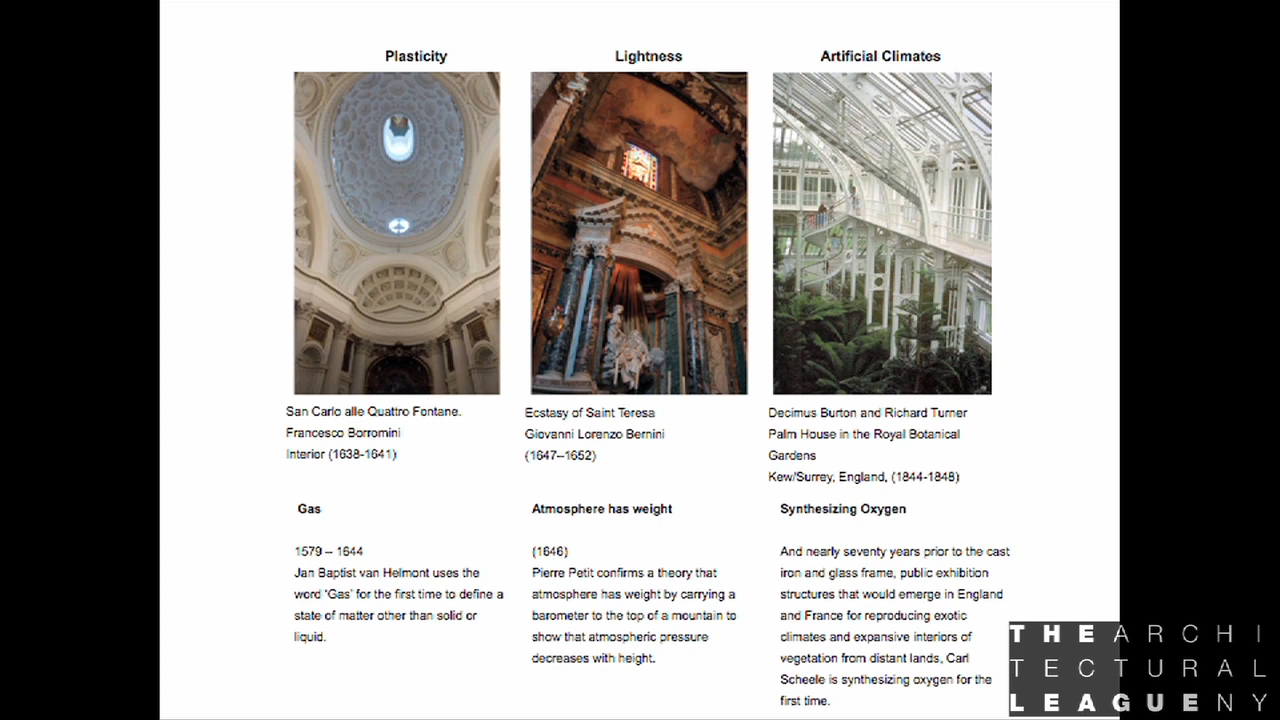 Plasticity
San Carlo alle Quattro Fontane.
Francesco Borromini
Interior (1638-1641)
Gas
1579 – 1644
Jan Baptist van Helmont uses the
word ‘Gas’ for the first time to define a
state of matter other than solid or
liquid.
Lightness
Ecstasy of Saint Teresa
Giovanni Lorenzo Bernini
(1647–1652)
Atmosphere has weight
(1646)
Pierre Petit confirms a theory that
atmosphere has weight by carrying a
barometer to the top of a mountain to
show that atmospheric pressure
decreases with height.
Artificial Climates
Decimus Burton and Richard Turner
Palm House in the Royal Botanical
Gardens
Kew/Surrey, England, (1844-1848)
Synthesizing Oxygen
And nearly seventy years prior to the cast
iron and glass frame, public exhibition
structures that would emerge in England
and France for reproducing exotic
climates and expansive interiors of
vegetation from distant lands, Carl
Scheele is synthesizing oxygen for the
first time.
THE ARCHI
TECTURAL
LEAGUE NY